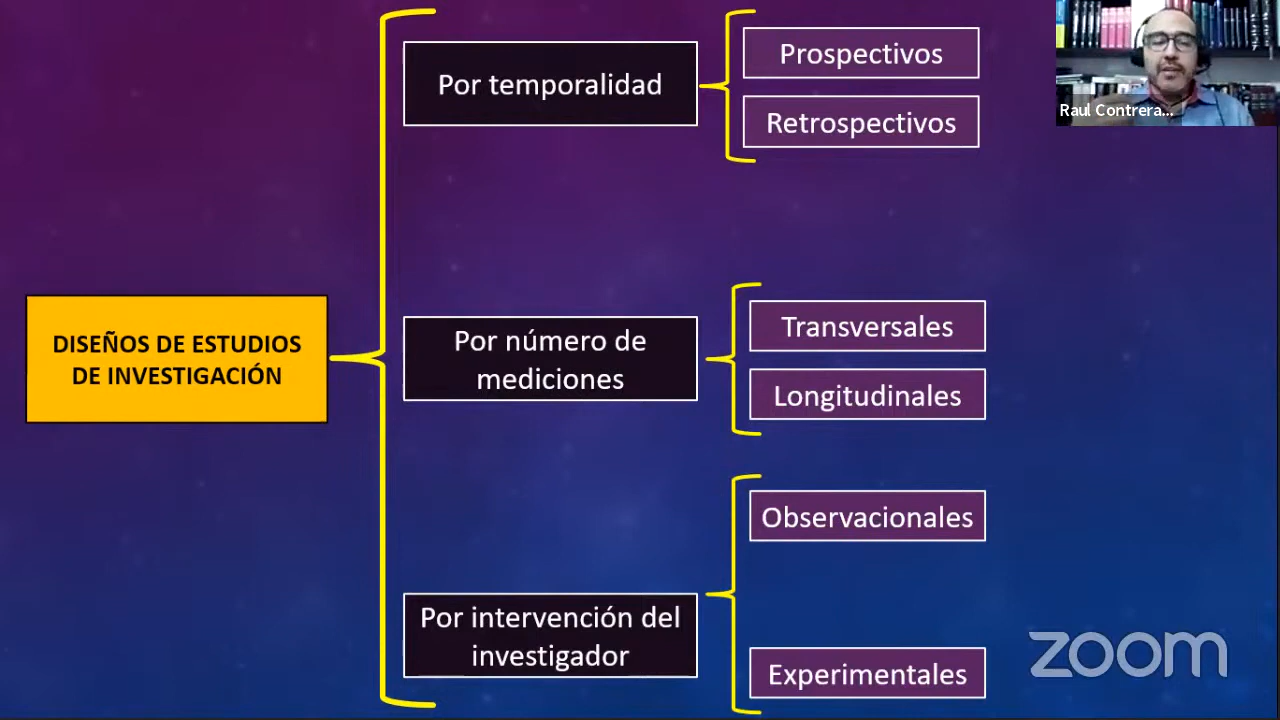 Por temporalidad
Prospectivos
Retrospectivos
Raul Contrera...
DISEÑOS DE ESTUDIOS
DE INVESTIGACIÓN
Por número de
mediciones
Transversales
Longitudinales
Por intervención del
investigador
Observacionales
Experimentales
zoom